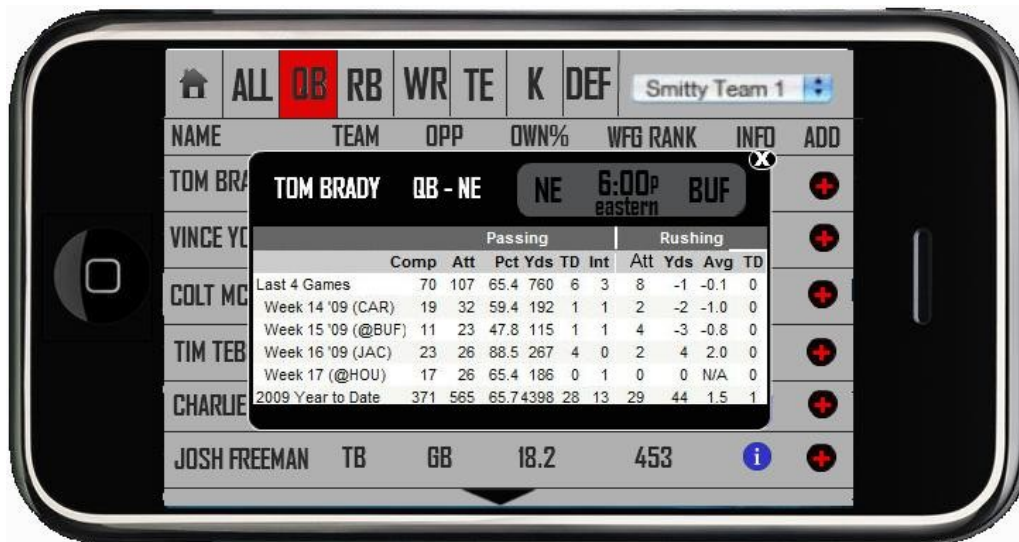 ALL QB RB WR TE K DEF Smitty Team 1
NAME TEAM OPP OWN% WFG RANK INFO ADD
TOM BRA
X
TOM BRADY QB - NE NE 6:00P eastern BUF
VINCE YO
Passing Rushing
Comp Att Pct Yds TD Int Att Yds Avg TD
COLT MC
Last 4 Games 70 107 65.4 760 6 3 8 -1 -0.1 0
Week 14 '09 (CAR) 19 32 59.4 192 1 1 2 -2 -1.0 0
Week 15 '09 (@BUF) 11 23 47.8 115 1 1 4 -3 -0.8 0
TIM TEB
Week 16 '09 (JAC) 23 26 88.5 267 4 0 2 4 2.0 0
Week 17 (@HOU) 17 26 65.4 186 0 1 0 0 N/A 0
CHARLIE
2009 Year to Date 371 565 65.7 4398 28 13 29 44 1.5 1
JOSH FREEMAN TB GB 18.2 453 i